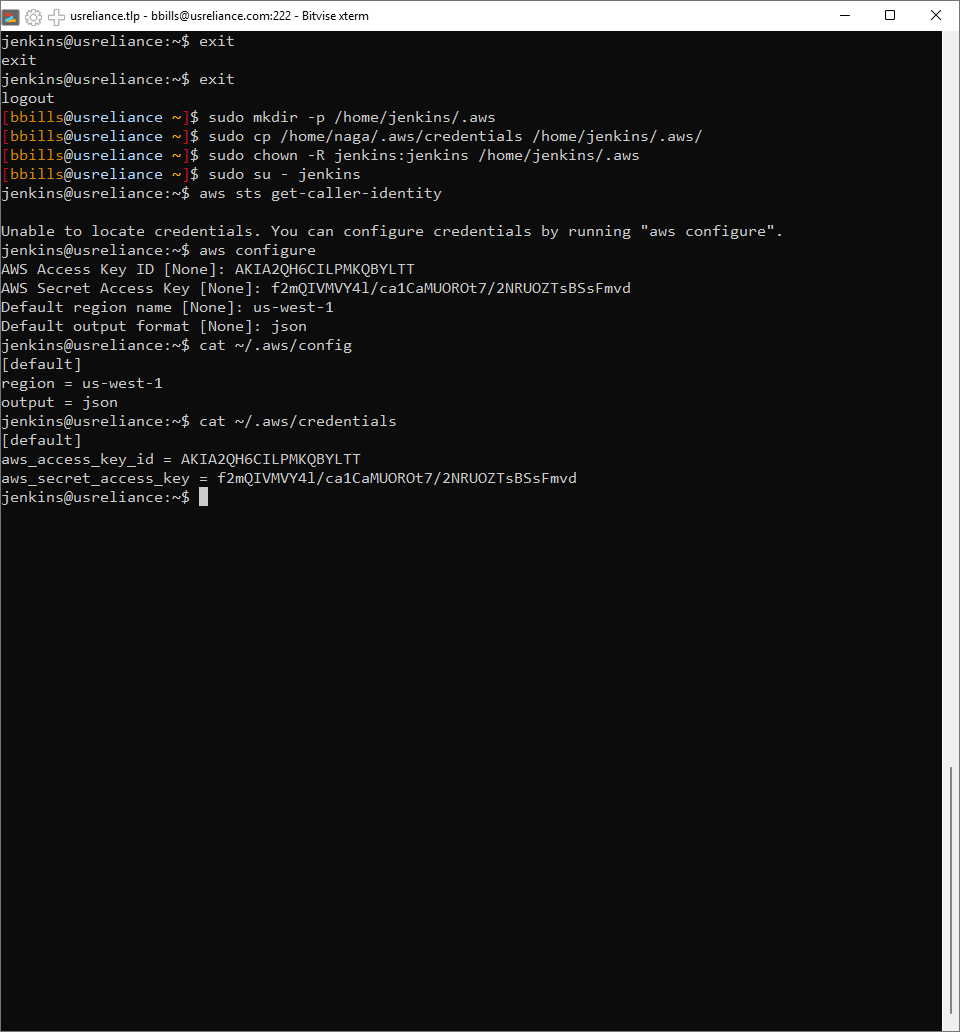 usreliance.tlp - bbills@usreliance.com:222 - Bitvise xterm
jenkins@usreliance:~$ exit
exit
jenkins@usreliance:~$ exit
logout
[bbills@usreliance ~]$ sudo mkdir -p /home/jenkins/.aws
[bbills@usreliance ~]$ sudo cp /home/naga/.aws/credentials /home/jenkins/.aws/
[bbills@usreliance ~]$ sudo chown -R jenkins:jenkins /home/jenkins/.aws
[bbills@usreliance ~]$ sudo su - jenkins
jenkins@usreliance:~$ aws sts get-caller-identity
Unable to locate credentials. You can configure credentials by running "aws configure".
jenkins@usreliance:~$ aws configure
AWS Access Key ID [None]: AKIA2QH6CILPMKQBYLTT
AWS Secret Access Key [None]: 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
Default region name [None]: us-west-1
Default output format [None]: json
jenkins@usreliance:~$ cat ~/.aws/config
[default]
region = us-west-1
output = json
jenkins@usreliance:~$ cat ~/.aws/credentials
[default]
aws_access_key_id = AKIA2QH6CILPMKQBYLTT
aws_secret_access_key = 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
jenkins@usreliance:~$